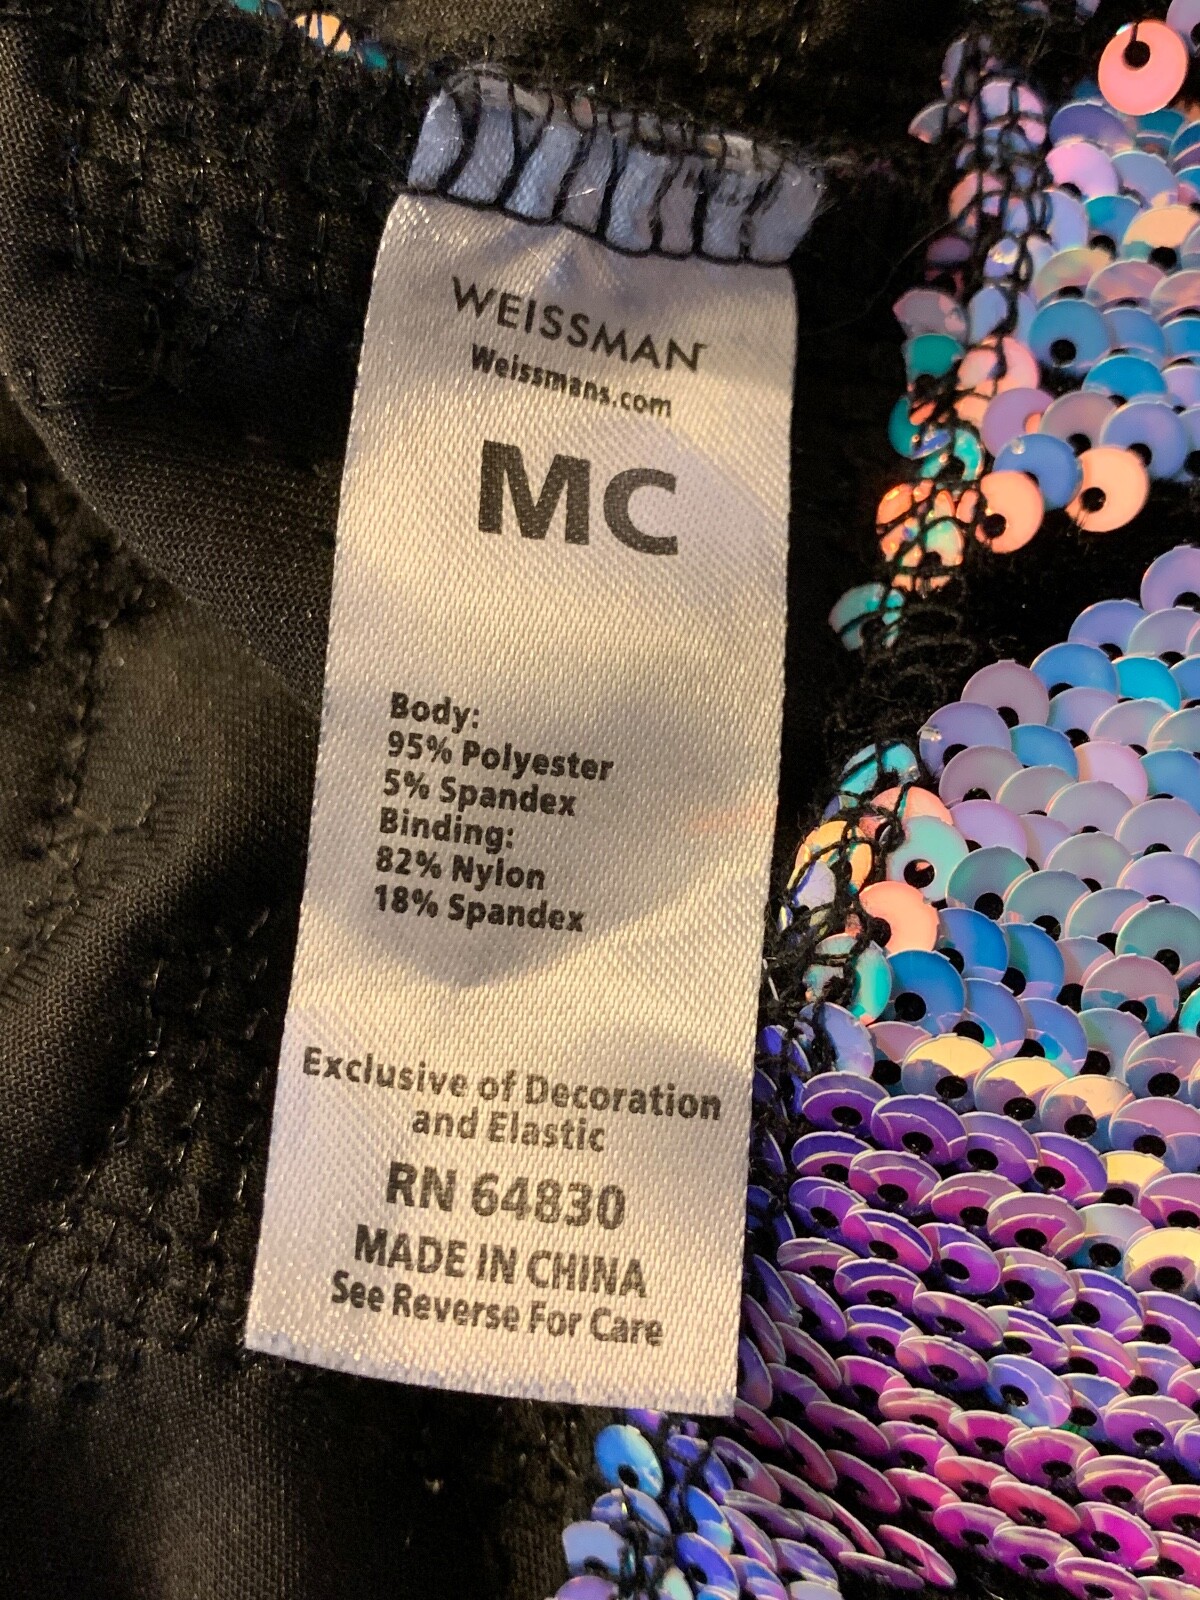 WEISSMAN
Weissmans.com
MC
Body:
95% Polyester
5% Spandex
Binding:
82% Nylon
18% Spandex
Exclusive of Decoration
and Elastic
RN 64830
MADE IN CHINA
See Reverse For Care